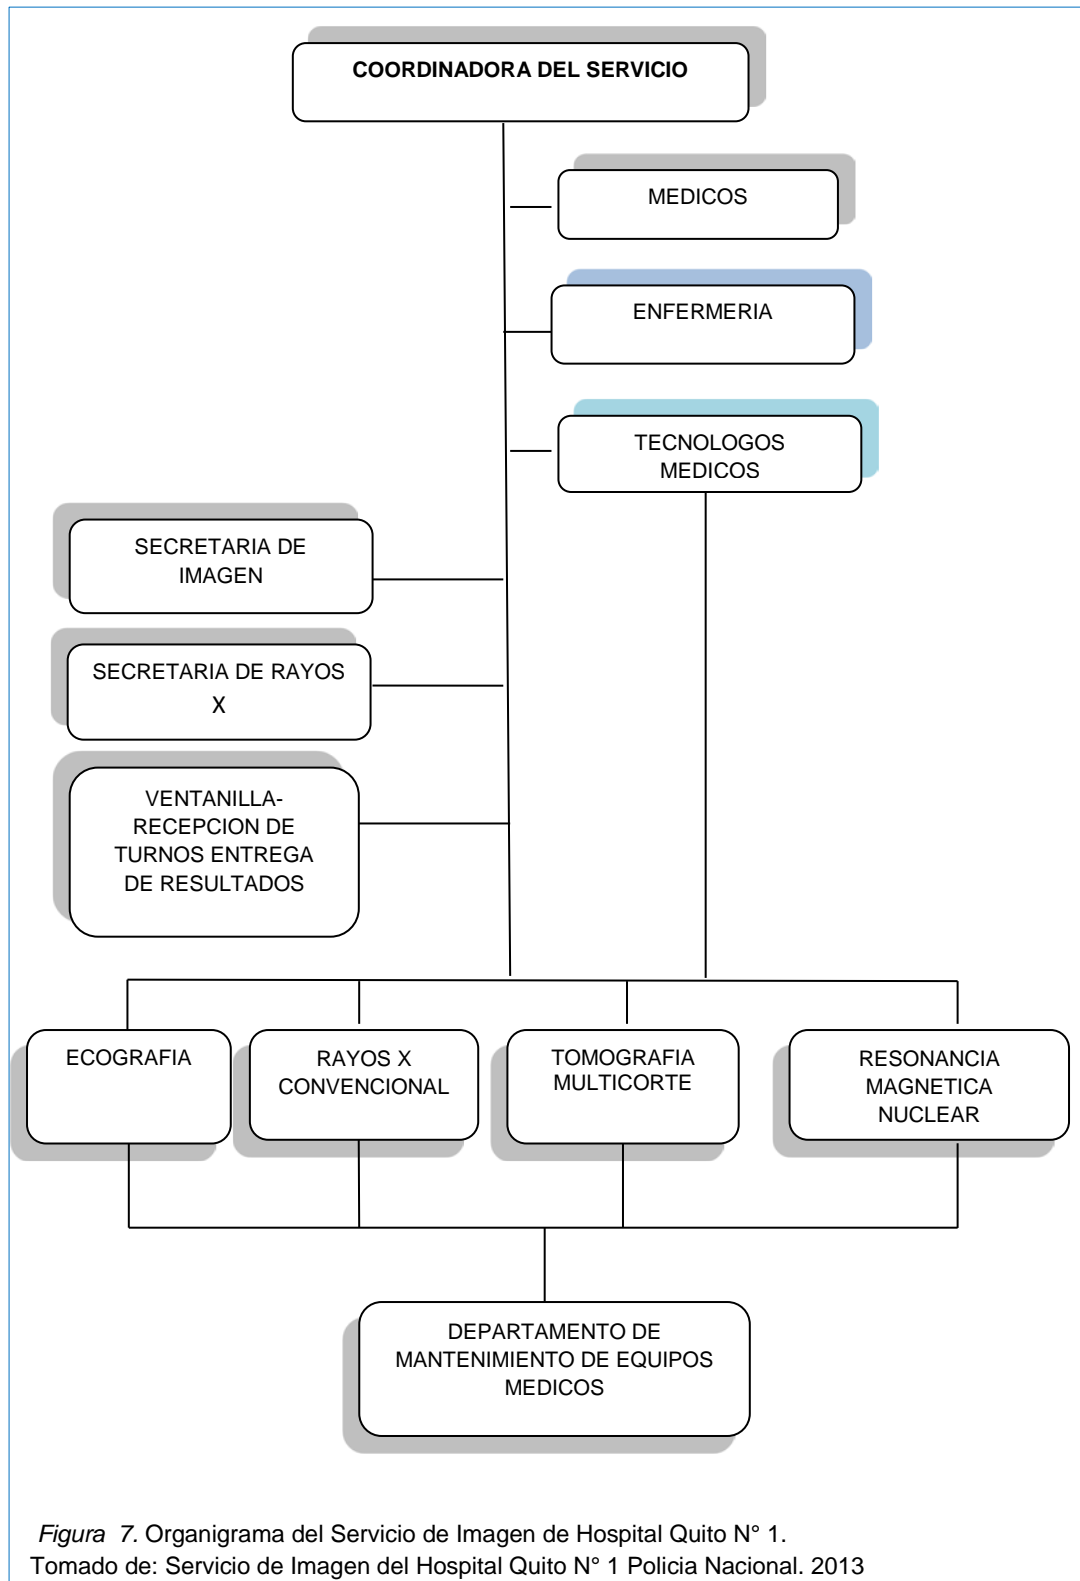 COORDINADORA DEL SERVICIO
MEDICOS
ENFERMERIA
TECNOLOGOS
MEDICOS
SECRETARIA DE
IMAGEN
SECRETARIA DE RAYOS
X
VENTANILLA-
RECEPCION DE
TURNOS ENTREGA
DE RESULTADOS
ECOGRAFIA
RAYOS X
CONVENCIONAL
TOMOGRAFIA
MULTICORTE
RESONANCIA
MAGNETICA
NUCLEAR
DEPARTAMENTO DE
MANTENIMIENTO DE EQUIPOS
MEDICOS
Figura 7. Organigrama del Servicio de Imagen de Hospital Quito N° 1.
Tomado de: Servicio de Imagen del Hospital Quito N° 1 Policia Nacional. 2013